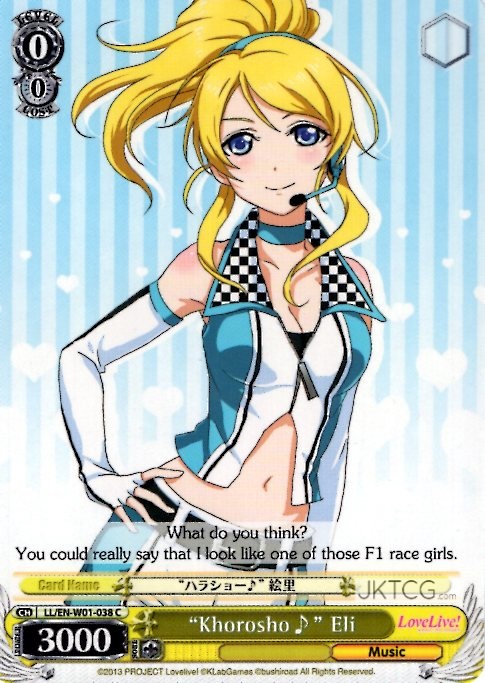 LEVEL
0
0
COST
What do you think?
You could really say that I look like one of those F1 race girls.
Card Name
"ハラショー♪" 絵里
JKTCG.com
CH LL/EN-W01-038 C
3000
"Khorosho♪" Eli
LoveLive!
Music
©2013 PROJECT Lovelive! ©KLabGames ©bushiroad All Rights Reserved.